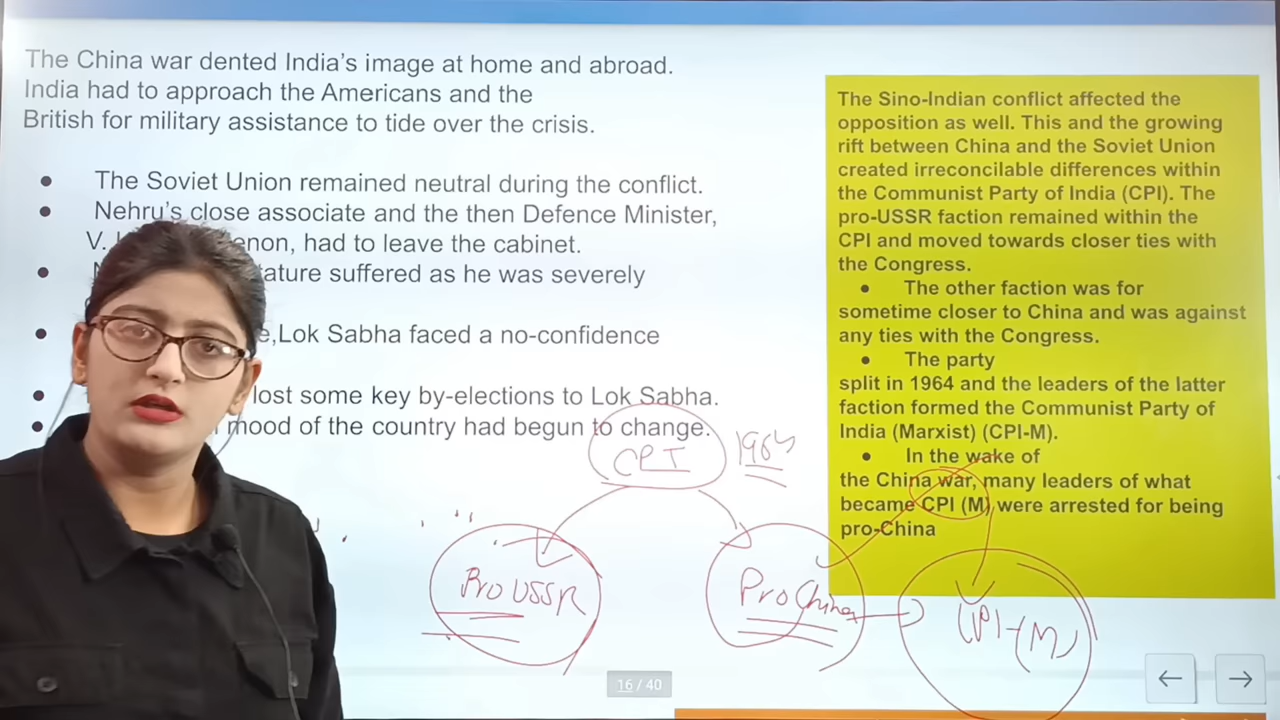 The China war dented India's image at home and abroad.
India had to approach the Americans and the
British for military assistance to tide over the crisis.
● The Soviet Union remained neutral during the conflict.
● Nehru's close associate and the then Defence Minister,
V. enon, had to leave the cabinet.
● ature suffered as he was severely
● e,Lok Sabha faced a no-confidence
● lost some key by-elections to Lok Sabha.
● mood of the country had begun to change.
The Sino-Indian conflict affected the
opposition as well. This and the growing
rift between China and the Soviet Union
created irreconcilable differences within
the Communist Party of India (CPI). The
pro-USSR faction remained within the
CPI and moved towards closer ties with
the Congress.
● The other faction was for
sometime closer to China and was against
any ties with the Congress.
● The party
split in 1964 and the leaders of the latter
faction formed the Communist Party of
India (Marxist) (CPI-M).
● In the wake of
the China war, many leaders of what
became CPI (M) were arrested for being
pro-China
CPI 1964
Pro USSR
Pro China
CPI-(M)
16 / 40
← →